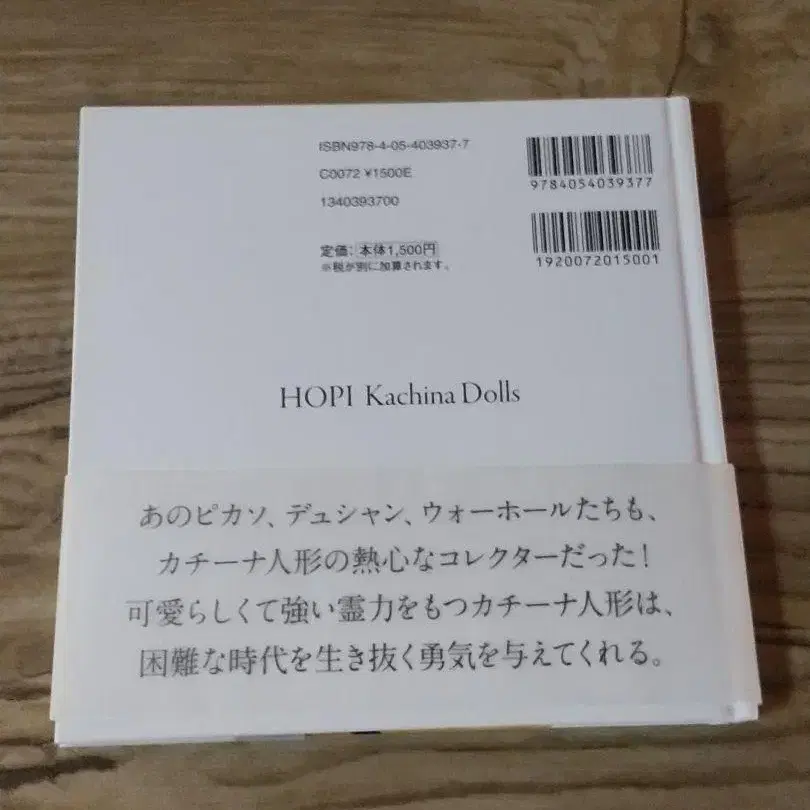 ISBN978-4-05-403937-7
C0072 ¥1500E
1340393700
9784054039377
定価：本体1,500円
※税が別に加算されます。
1920072015001
HOPI Kachina Dolls
あのピカソ、デュシャン、ウォーホールたちも、
カチーナ人形の熱心なコレクターだった！
可愛らしくて強い霊力をもつカチーナ人形は、
困難な時代を生き抜く勇気を与えてくれる。